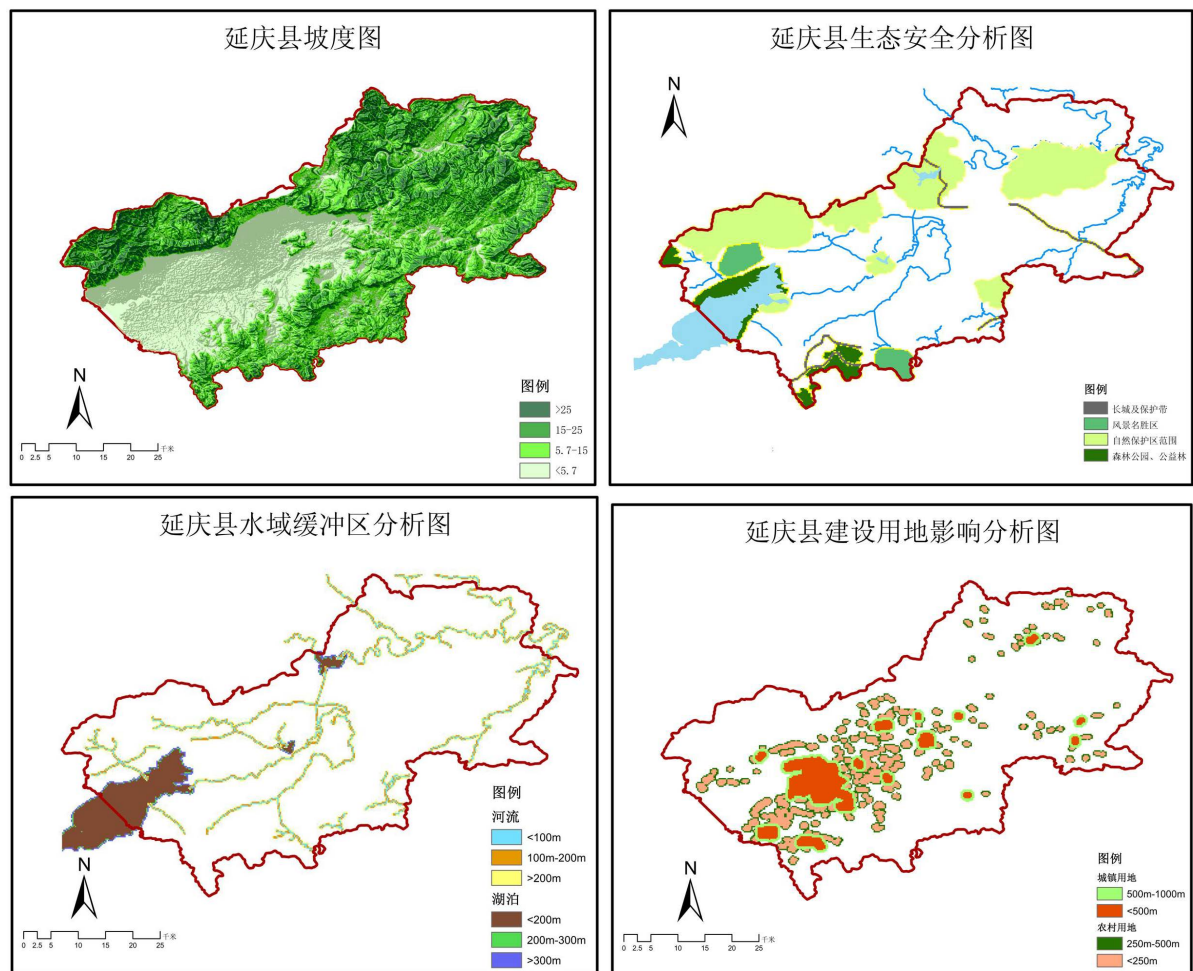 延庆县坡度图
N
图例
>25
15-25
5.7-15
<5.7
0 2.5 5 10 15 20 25 千米
延庆县生态安全分析图
N
图例
长城及保护带
风景名胜区
自然保护区范围
森林公园、公益林
延庆县水域缓冲区分析图
图例
河流
<100m
100m-200m
>200m
湖泊
<200m
200m-300m
>300m
N
0 2.5 5 10 15 20 25 千米
延庆县建设用地影响分析图
N
图例
城镇用地
500m-1000m
<500m
农村用地
250m-500m
<250m
0 2.5 5 10 15 20 25 千米